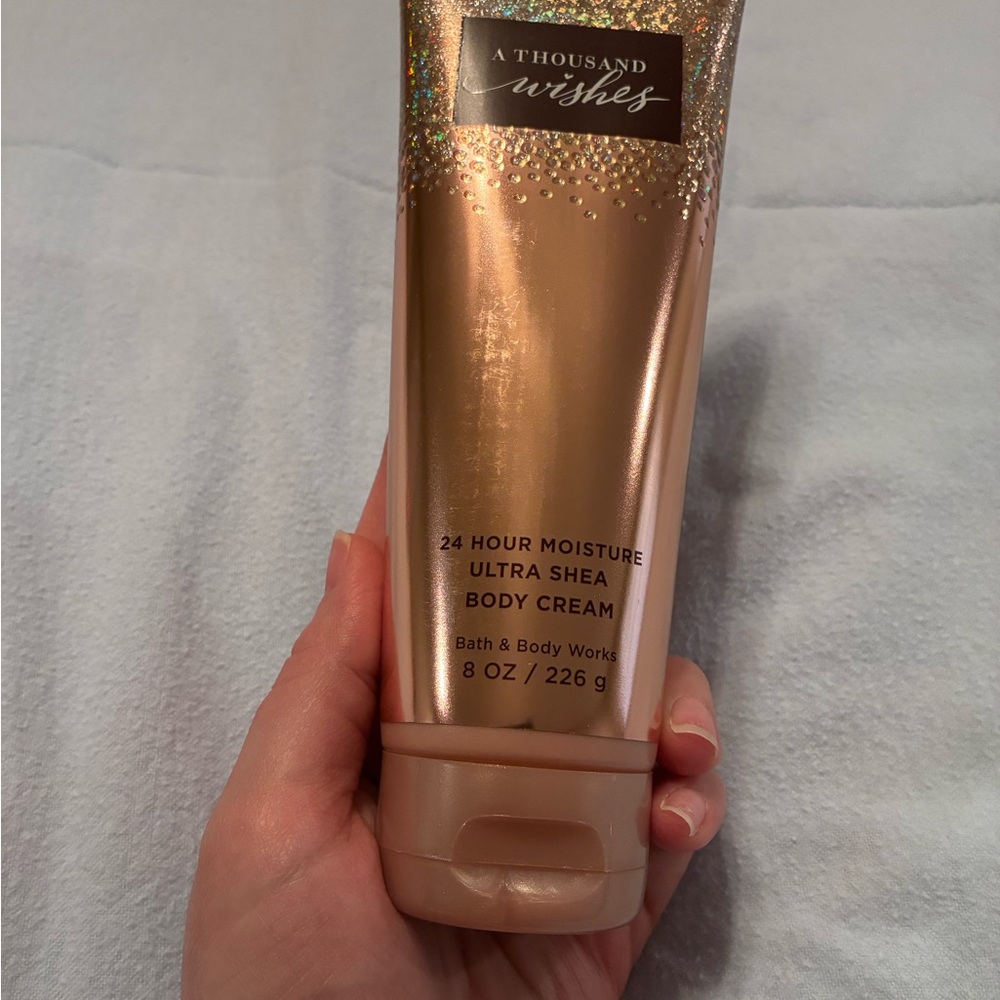 A THOUSAND
wishes
24 HOUR MOISTURE
ULTRA SHEA
BODY CREAM
Bath & Body Works
8 OZ / 226 g